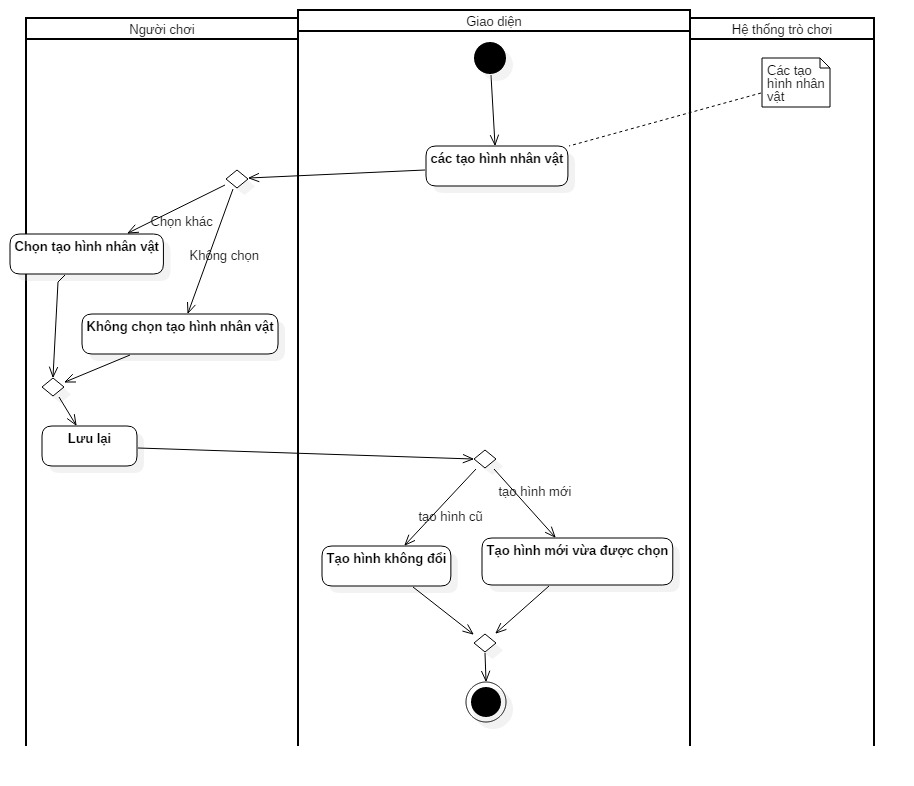 Người chơi
Giao diện
Hệ thống trò chơi
Các tạo
hình nhân
vật
các tạo hình nhân vật
Chọn khác
Chọn tạo hình nhân vật
Không chọn
Không chọn tạo hình nhân vật
Lưu lại
tạo hình mới
tạo hình cũ
Tạo hình không đổi
Tạo hình mới vừa được chọn